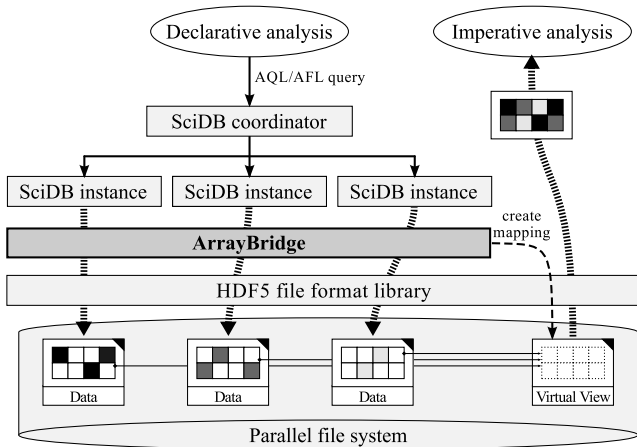 Declarative analysis
Imperative analysis
AQL/AFL query
SciDB coordinator
SciDB instance
SciDB instance
SciDB instance
create
mapping
ArrayBridge
HDF5 file format library
Data
Data
Data
Virtual View
Parallel file system